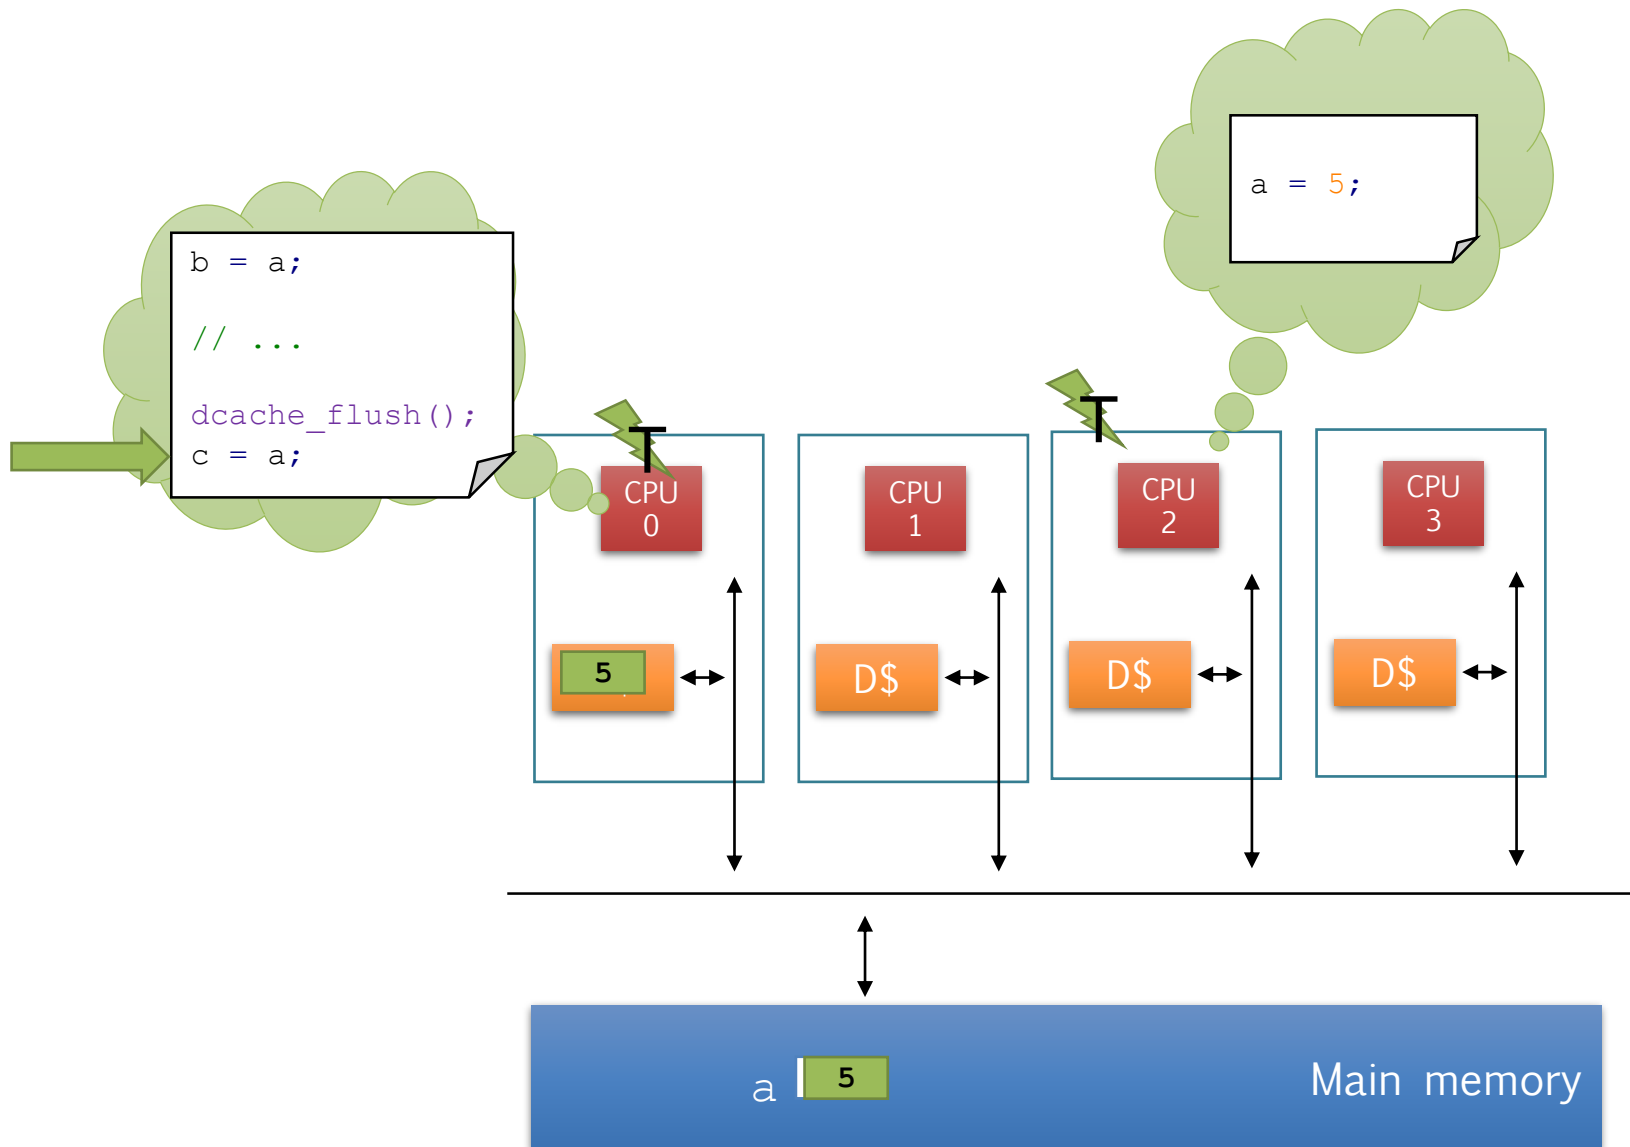 a = 5;
b = a;
// ...
dcache_flush();
c = a;
T
T
CPU
0
CPU
1
CPU
2
CPU
3
5
D$
D$
D$
a
5
Main memory